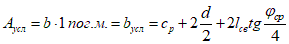 A_усл = b · 1 пог.м. = b_усл = c_р + 2 d/2 + 2l_св tg φ_ср/4